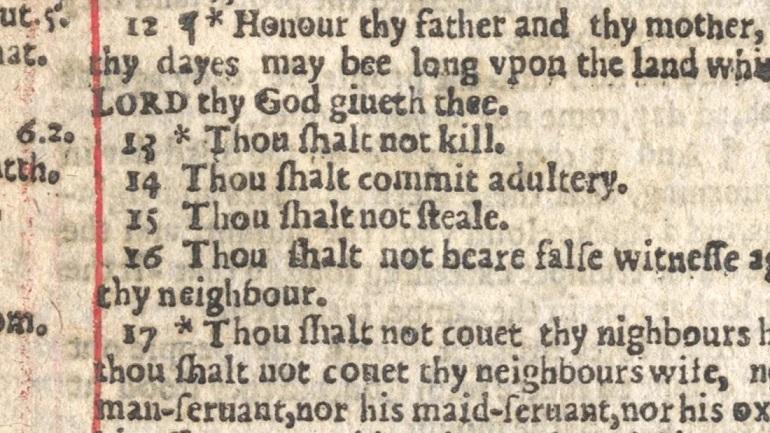 ut. 5. 12 ¶ * Honour thy father and thy mother,
hat. thy dayes may bee long vpon the land
LORD thy God giueth thee.
6.2. 13 * Thou ſhalt not kill.
tth. 14 Thou ſhalt commit adultery.
15 Thou ſhalt not ſteale.
16 Thou ſhalt not beare falſe witneſſe
thy neighbour.
om. 17 * Thou ſhalt not couet thy nighbours
thou ſhalt not couet thy neighbours wife,
man-ſeruant, nor his maid-ſeruant, nor his ox